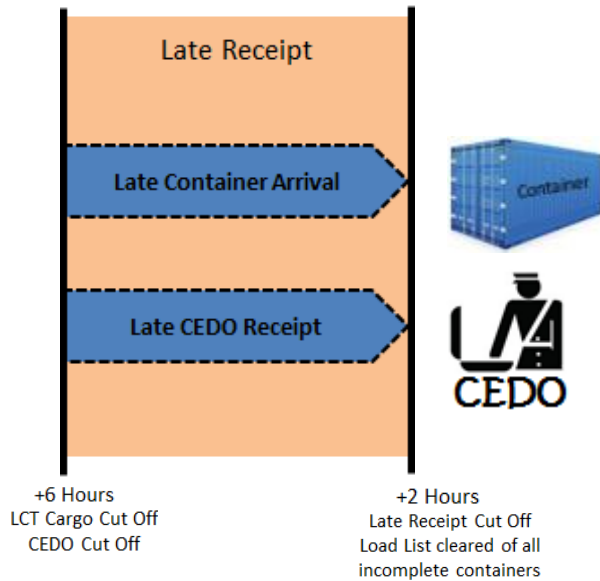 Late Receipt
Late Container Arrival
Container
Late CEDO Receipt
CEDO
+6 Hours
LCT Cargo Cut Off
CEDO Cut Off
+2 Hours
Late Receipt Cut Off
Load List cleared of all
incomplete containers